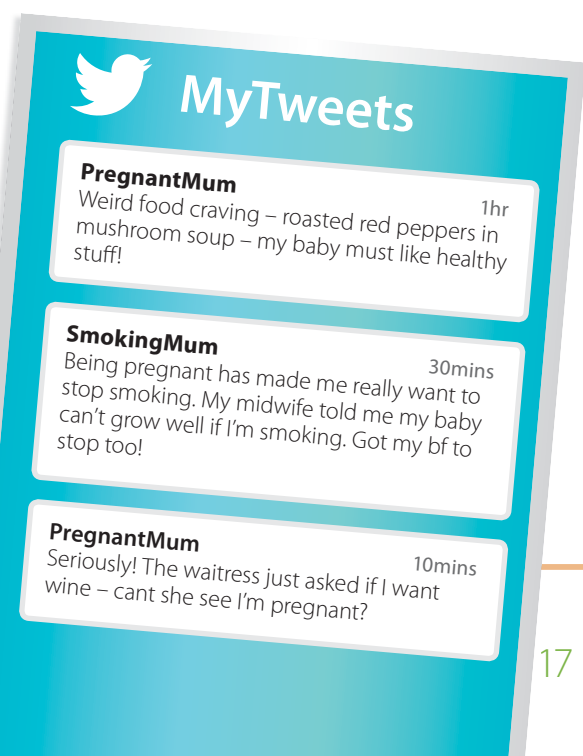 MyTweets
PregnantMum
1hr
Weird food craving – roasted red peppers in
mushroom soup – my baby must like healthy
stuff!
SmokingMum
30mins
Being pregnant has made me really want to
stop smoking. My midwife told me my baby
can’t grow well if I’m smoking. Got my bf to
stop too!
PregnantMum
10mins
Seriously! The waitress just asked if I want
wine – cant she see I’m pregnant?
17